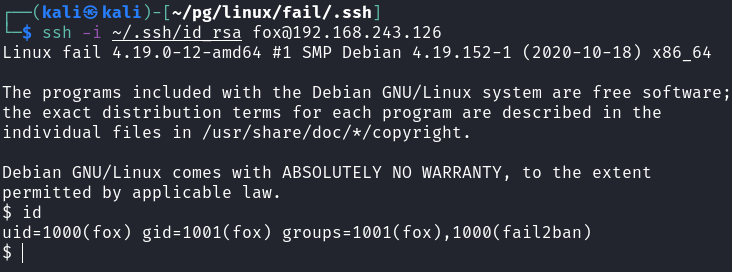 ┌──(kali㉿kali)-[~/pg/linux/fail/.ssh]
└─$ ssh -i ~/.ssh/id_rsa fox@192.168.243.126
Linux fail 4.19.0-12-amd64 #1 SMP Debian 4.19.152-1 (2020-10-18) x86_64
The programs included with the Debian GNU/Linux system are free software;
the exact distribution terms for each program are described in the
individual files in /usr/share/doc/*/copyright.
Debian GNU/Linux comes with ABSOLUTELY NO WARRANTY, to the extent
permitted by applicable law.
$ id
uid=1000(fox) gid=1001(fox) groups=1001(fox),1000(fail2ban)
$